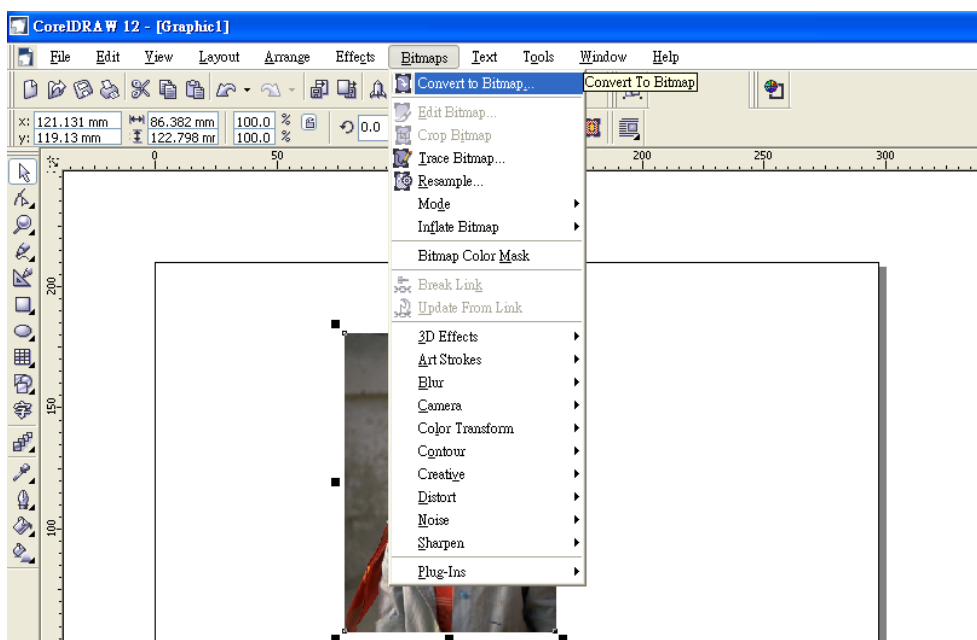 CorelDRAW 12 - [Graphic1]
File Edit View Layout Arrange Effects Bitmaps Text Tools Window Help
Convert to Bitmap...
Convert To Bitmap
x: 121.131 mm 86.382 mm 100.0 % 0.0
y: 119.13 mm 122.798 mr 100.0 %
Edit Bitmap...
Crop Bitmap
Trace Bitmap...
Resample...
Mode
Inflate Bitmap
Bitmap Color Mask
Break Link
Update From Link
3D Effects
Art Strokes
Blur
Camera
Color Transform
Contour
Creative
Distort
Noise
Sharpen
Plug-Ins
0 50 200 250 300
200
150
100